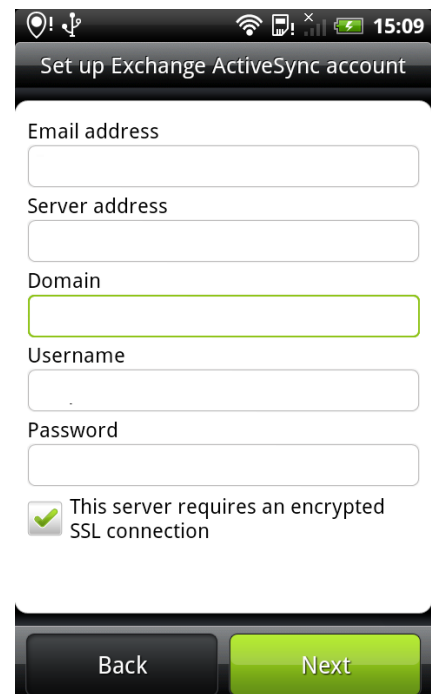 15:09
Set up Exchange ActiveSync account
Email address
Server address
Domain
Username
Password
This server requires an encrypted
SSL connection
Back
Next